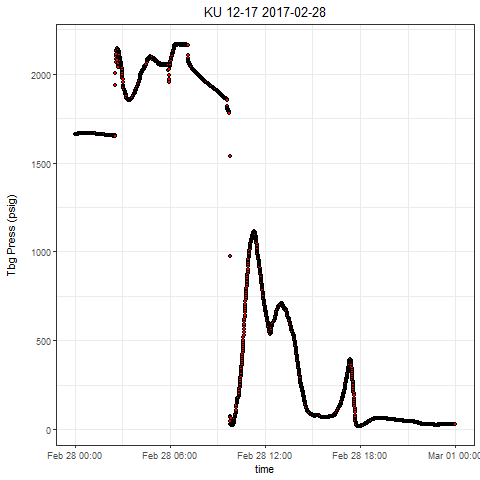 KU 12-17 2017-02-28
Tbg Press (psig)
2000
1500
1000
500
0
Feb 28 00:00
Feb 28 06:00
Feb 28 12:00
Feb 28 18:00
Mar 01 00:00
time